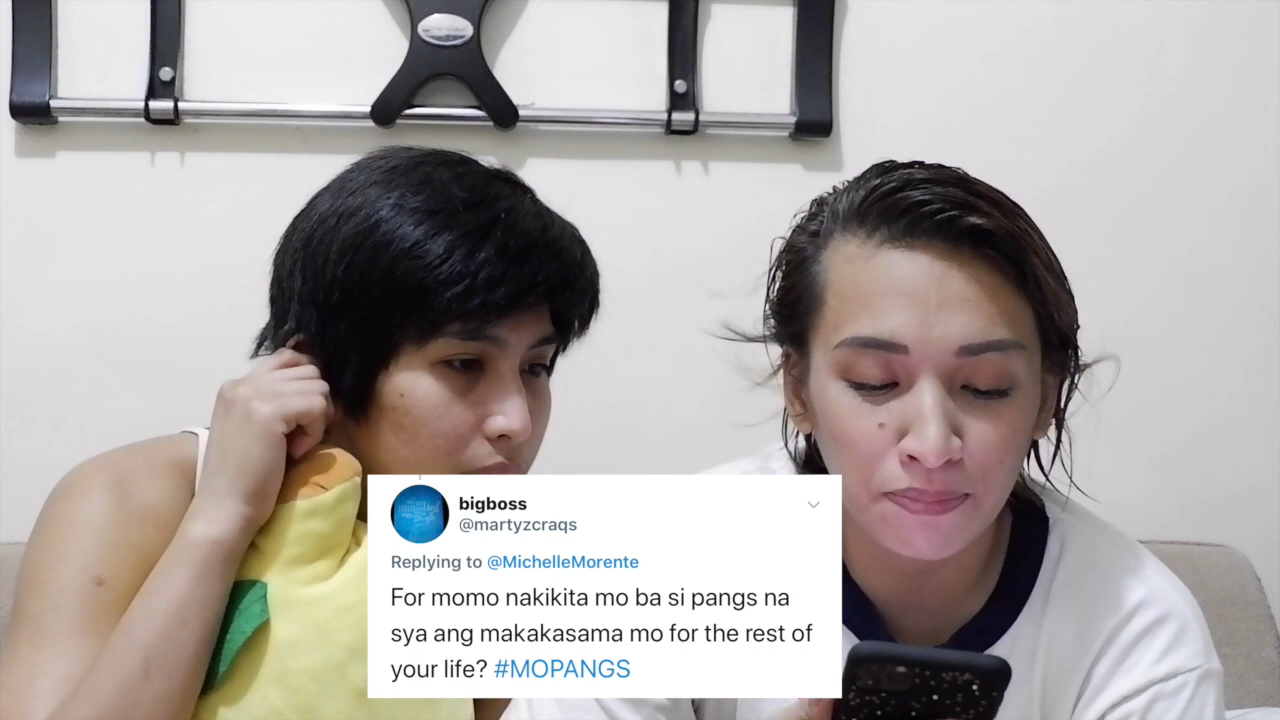 bigboss
@martyzcraqs
Replying to @MichelleMorente
For momo nakikita mo ba si pangs na
sya ang makakasama mo for the rest of
your life? #MOPANGS